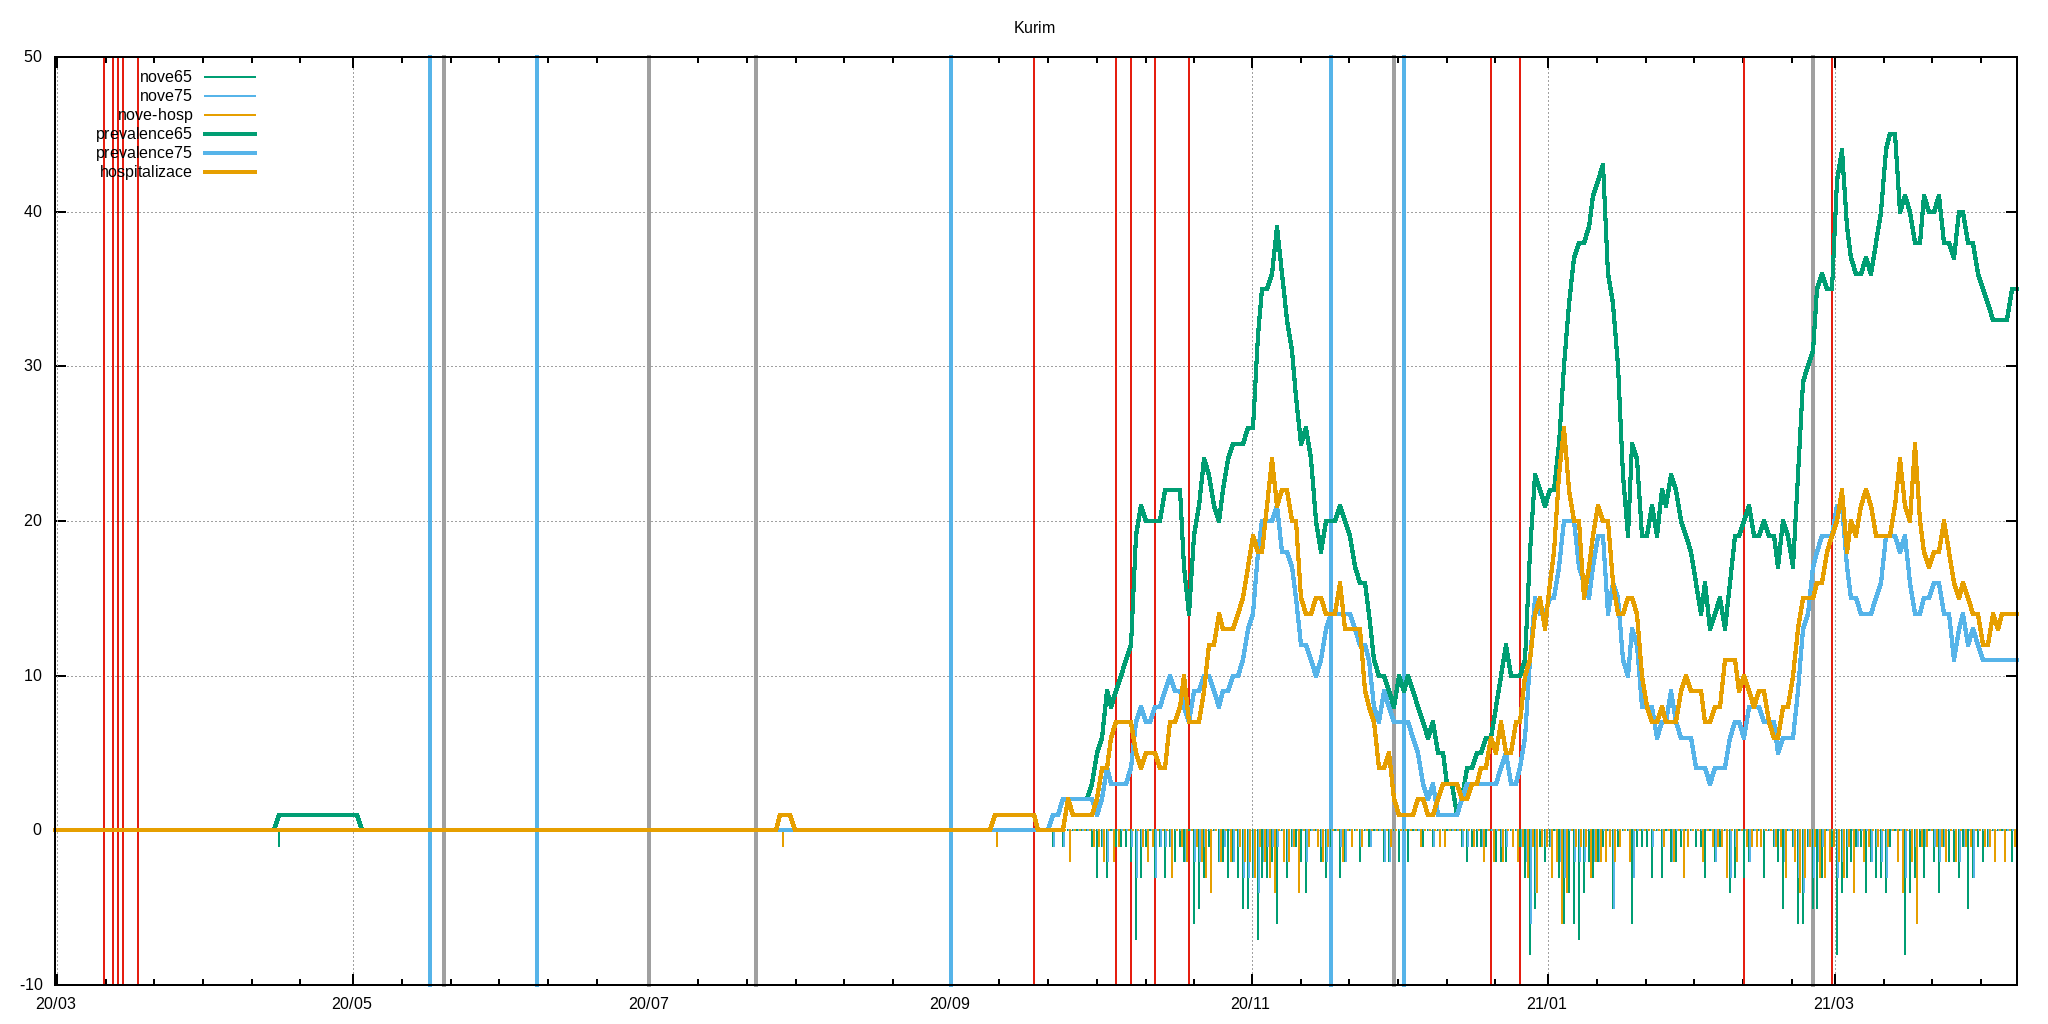 Kurim
50
nove65
nove75
nove-hosp
prevalence65
prevalence75
hospitalizace
40
30
20
10
0
-10
20/03 20/05 20/07 20/09 20/11 21/01 21/03